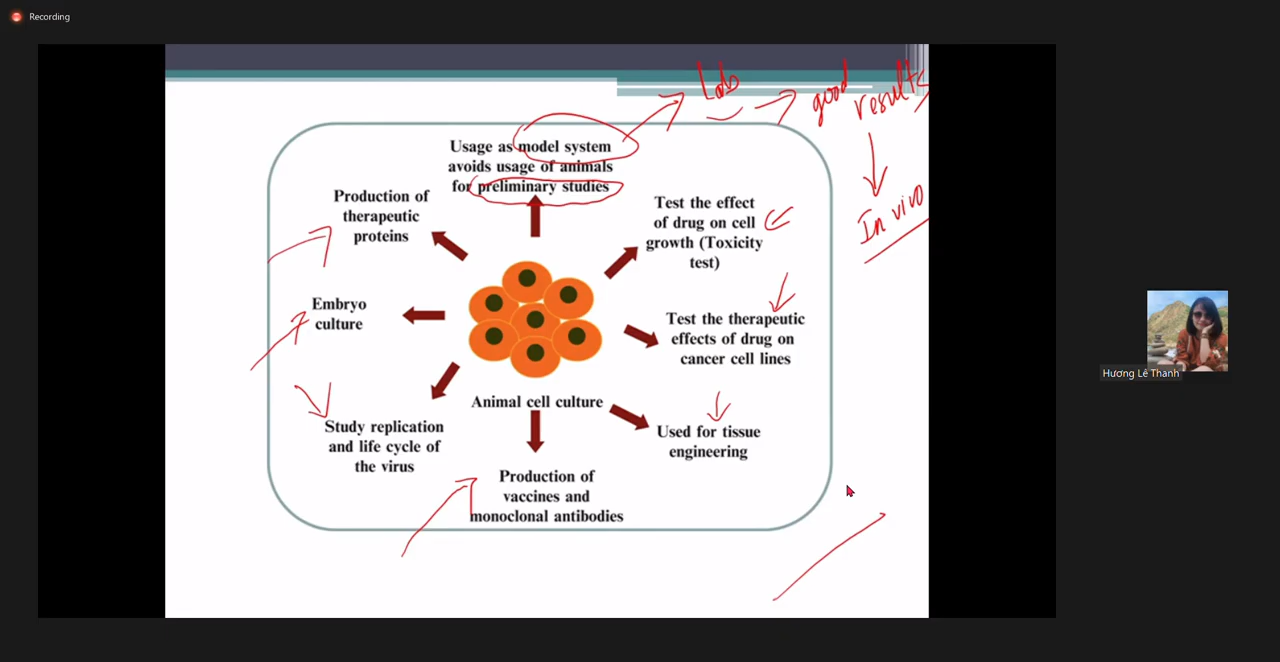 Recording
Lab
good
results
In vivo
Usage as model system
avoids usage of animals
for preliminary studies
Production of
therapeutic
proteins
Test the effect
of drug on cell
growth (Toxicity
test)
Embryo
culture
Test the therapeutic
effects of drug on
cancer cell lines
Animal cell culture
Study replication
and life cycle of
the virus
Used for tissue
engineering
Production of
vaccines and
monoclonal antibodies
Hương Lê Thanh